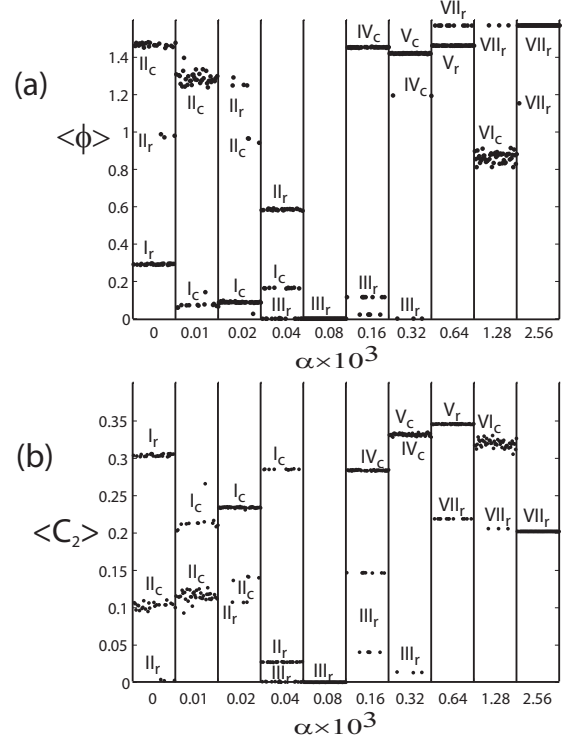 (a)
<ϕ>
1.4
1.2
1
0.8
0.6
0.4
0.2
0
II_c
II_r
I_r
II_c
I_c
II_r
II_c
I_c
II_r
I_c
III_r
III_r
IV_c
III_r
V_c
IV_c
III_r
VII_r
V_r
VII_r
VI_c
VII_r
VII_r
0 0.01 0.02 0.04 0.08 0.16 0.32 0.64 1.28 2.56
α×10³
(b)
<C₂>
0.35
0.3
0.25
0.2
0.15
0.1
0.05
0
I_r
II_c
II_r
I_c
II_c
I_c
II_c
II_r
I_c
II_r
III_r
III_r
IV_c
III_r
V_c
IV_c
III_r
V_r
VII_r
VI_c
VII_r
VII_r
0 0.01 0.02 0.04 0.08 0.16 0.32 0.64 1.28 2.56
α×10³